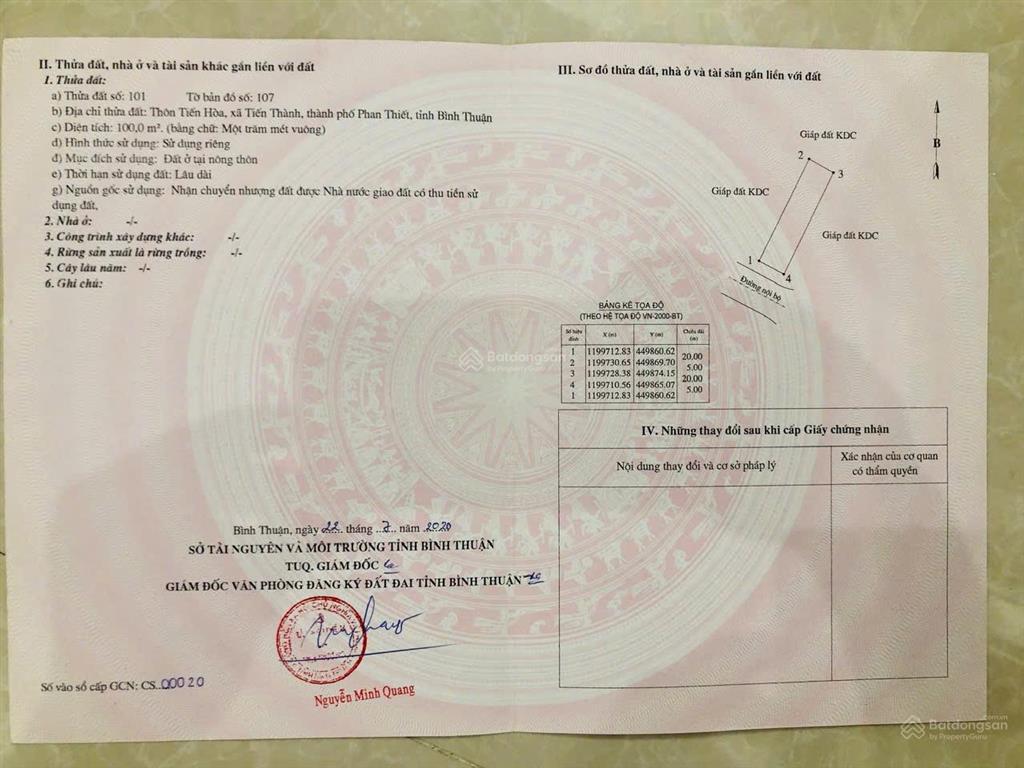 II. Thửa đất, nhà ở và tài sản khác gắn liền với đất
1. Thửa đất:
a) Thửa đất số: 101 Tờ bản đồ số: 107
b) Địa chỉ thửa đất: Thôn Tiến Hòa, xã Tiến Thành, thành phố Phan Thiết, tỉnh Bình Thuận
c) Diện tích: 100,0 m². (bằng chữ: Một trăm mét vuông)
d) Hình thức sử dụng: Sử dụng riêng
đ) Mục đích sử dụng: Đất ở tại nông thôn
e) Thời hạn sử dụng đất: Lâu dài
g) Nguồn gốc sử dụng: Nhận chuyển nhượng đất được Nhà nước giao đất có thu tiền sử
dụng đất.
2. Nhà ở: -/-
3. Công trình xây dựng khác: -/-
4. Rừng sản xuất là rừng trồng: -/-
5. Cây lâu năm: -/-
6. Ghi chú:
Bình Thuận, ngày 22 tháng 7 năm 2020
SỞ TÀI NGUYÊN VÀ MÔI TRƯỜNG TỈNH BÌNH THUẬN
TUQ. GIÁM ĐỐC
GIÁM ĐỐC VĂN PHÒNG ĐĂNG KÝ ĐẤT ĐAI TỈNH BÌNH THUẬN
Nguyễn Minh Quang
Số vào sổ cấp GCN: CS 00020
III. Sơ đồ thửa đất, nhà ở và tài sản gắn liền với đất
Giáp đất KDC
B
2
3
Giáp đất KDC
Giáp đất KDC
1
4
Đường nội bộ
BẢNG KÊ TỌA ĐỘ
(THEO HỆ TỌA ĐỘ VN-2000-BT)
Số hiệu đỉnh X (m) Y (m) Chiều dài (m)
1 1199712.83 449860.62
20.00
2 1199730.65 449869.70
5.00
3 1199728.38 449874.15
20.00
4 1199710.56 449865.07
5.00
1 1199712.83 449860.62
IV. Những thay đổi sau khi cấp Giấy chứng nhận
Nội dung thay đổi và cơ sở pháp lý
Xác nhận của cơ quan
có thẩm quyền
Batdongsan
by PropertyGuru
Batdongsan.com.vn
by PropertyGuru